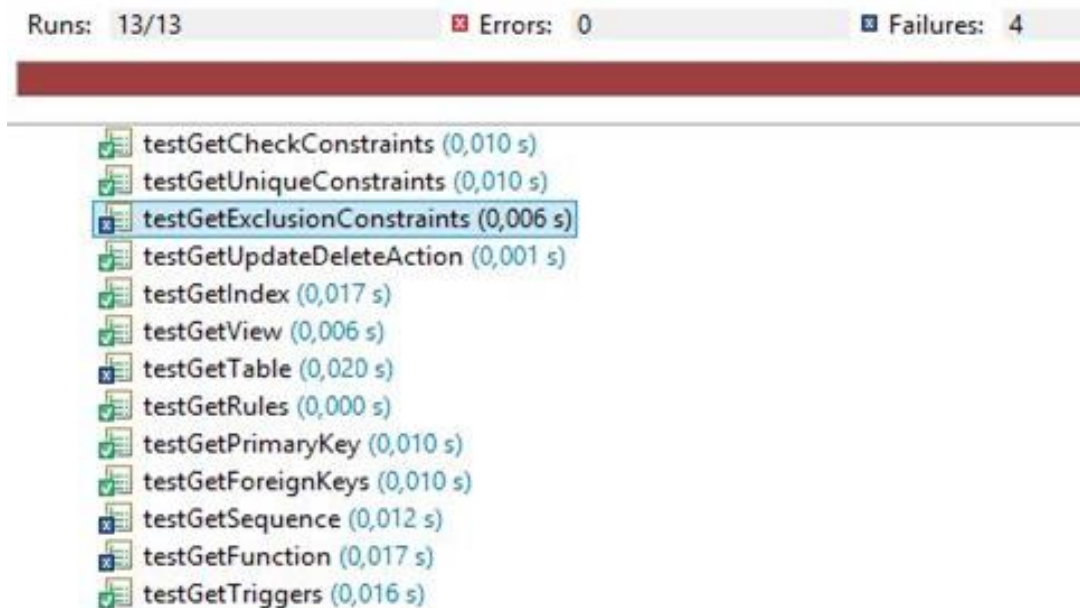 Runs: 13/13 Errors: 0 Failures: 4
testGetCheckConstraints (0,010 s)
testGetUniqueConstraints (0,010 s)
testGetExclusionConstraints (0,006 s)
testGetUpdateDeleteAction (0,001 s)
testGetIndex (0,017 s)
testGetView (0,006 s)
testGetTable (0,020 s)
testGetRules (0,000 s)
testGetPrimaryKey (0,010 s)
testGetForeignKeys (0,010 s)
testGetSequence (0,012 s)
testGetFunction (0,017 s)
testGetTriggers (0,016 s)